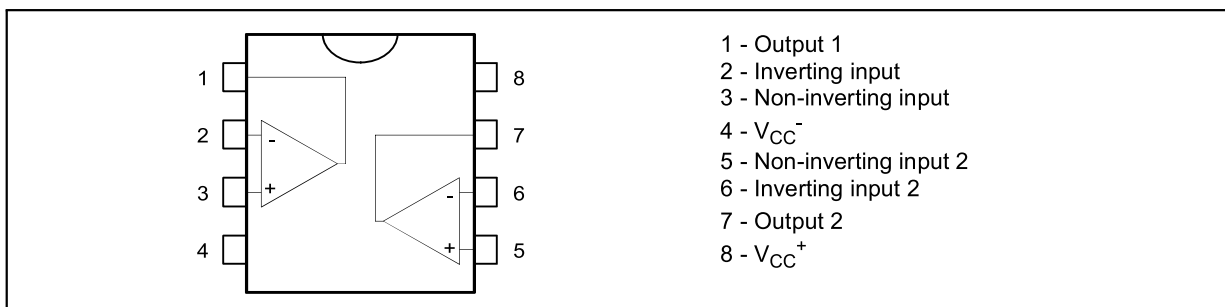 1
2
3
4
-
+
8
7
6
5
-
+
1 - Output 1
2 - Inverting input
3 - Non-inverting input
4 - VCC-
5 - Non-inverting input 2
6 - Inverting input 2
7 - Output 2
8 - VCC+